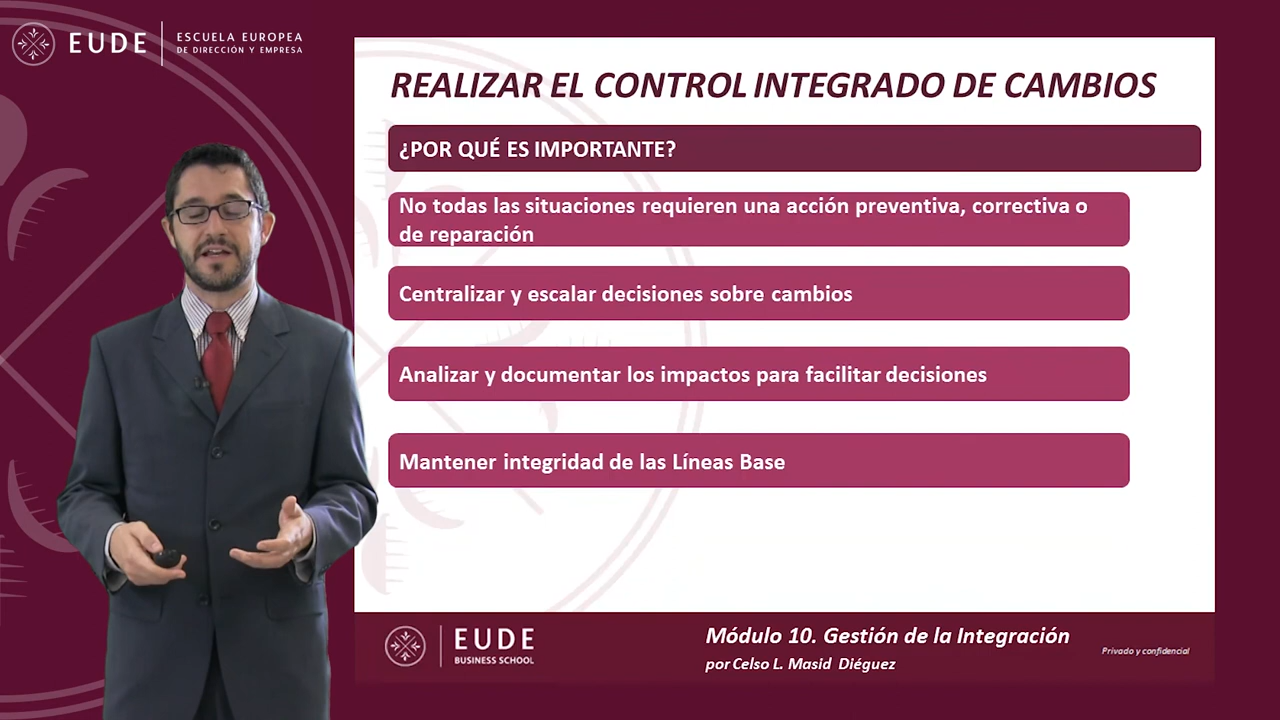 EUDE
ESCUELA EUROPEA
DE DIRECCIÓN Y EMPRESA
REALIZAR EL CONTROL INTEGRADO DE CAMBIOS
¿POR QUÉ ES IMPORTANTE?
No todas las situaciones requieren una acción preventiva, correctiva o
de reparación
Centralizar y escalar decisiones sobre cambios
Analizar y documentar los impactos para facilitar decisiones
Mantener integridad de las Líneas Base
EUDE
BUSINESS SCHOOL
Módulo 10. Gestión de la Integración
por Celso L. Masid Diéguez
Privado y confidencial